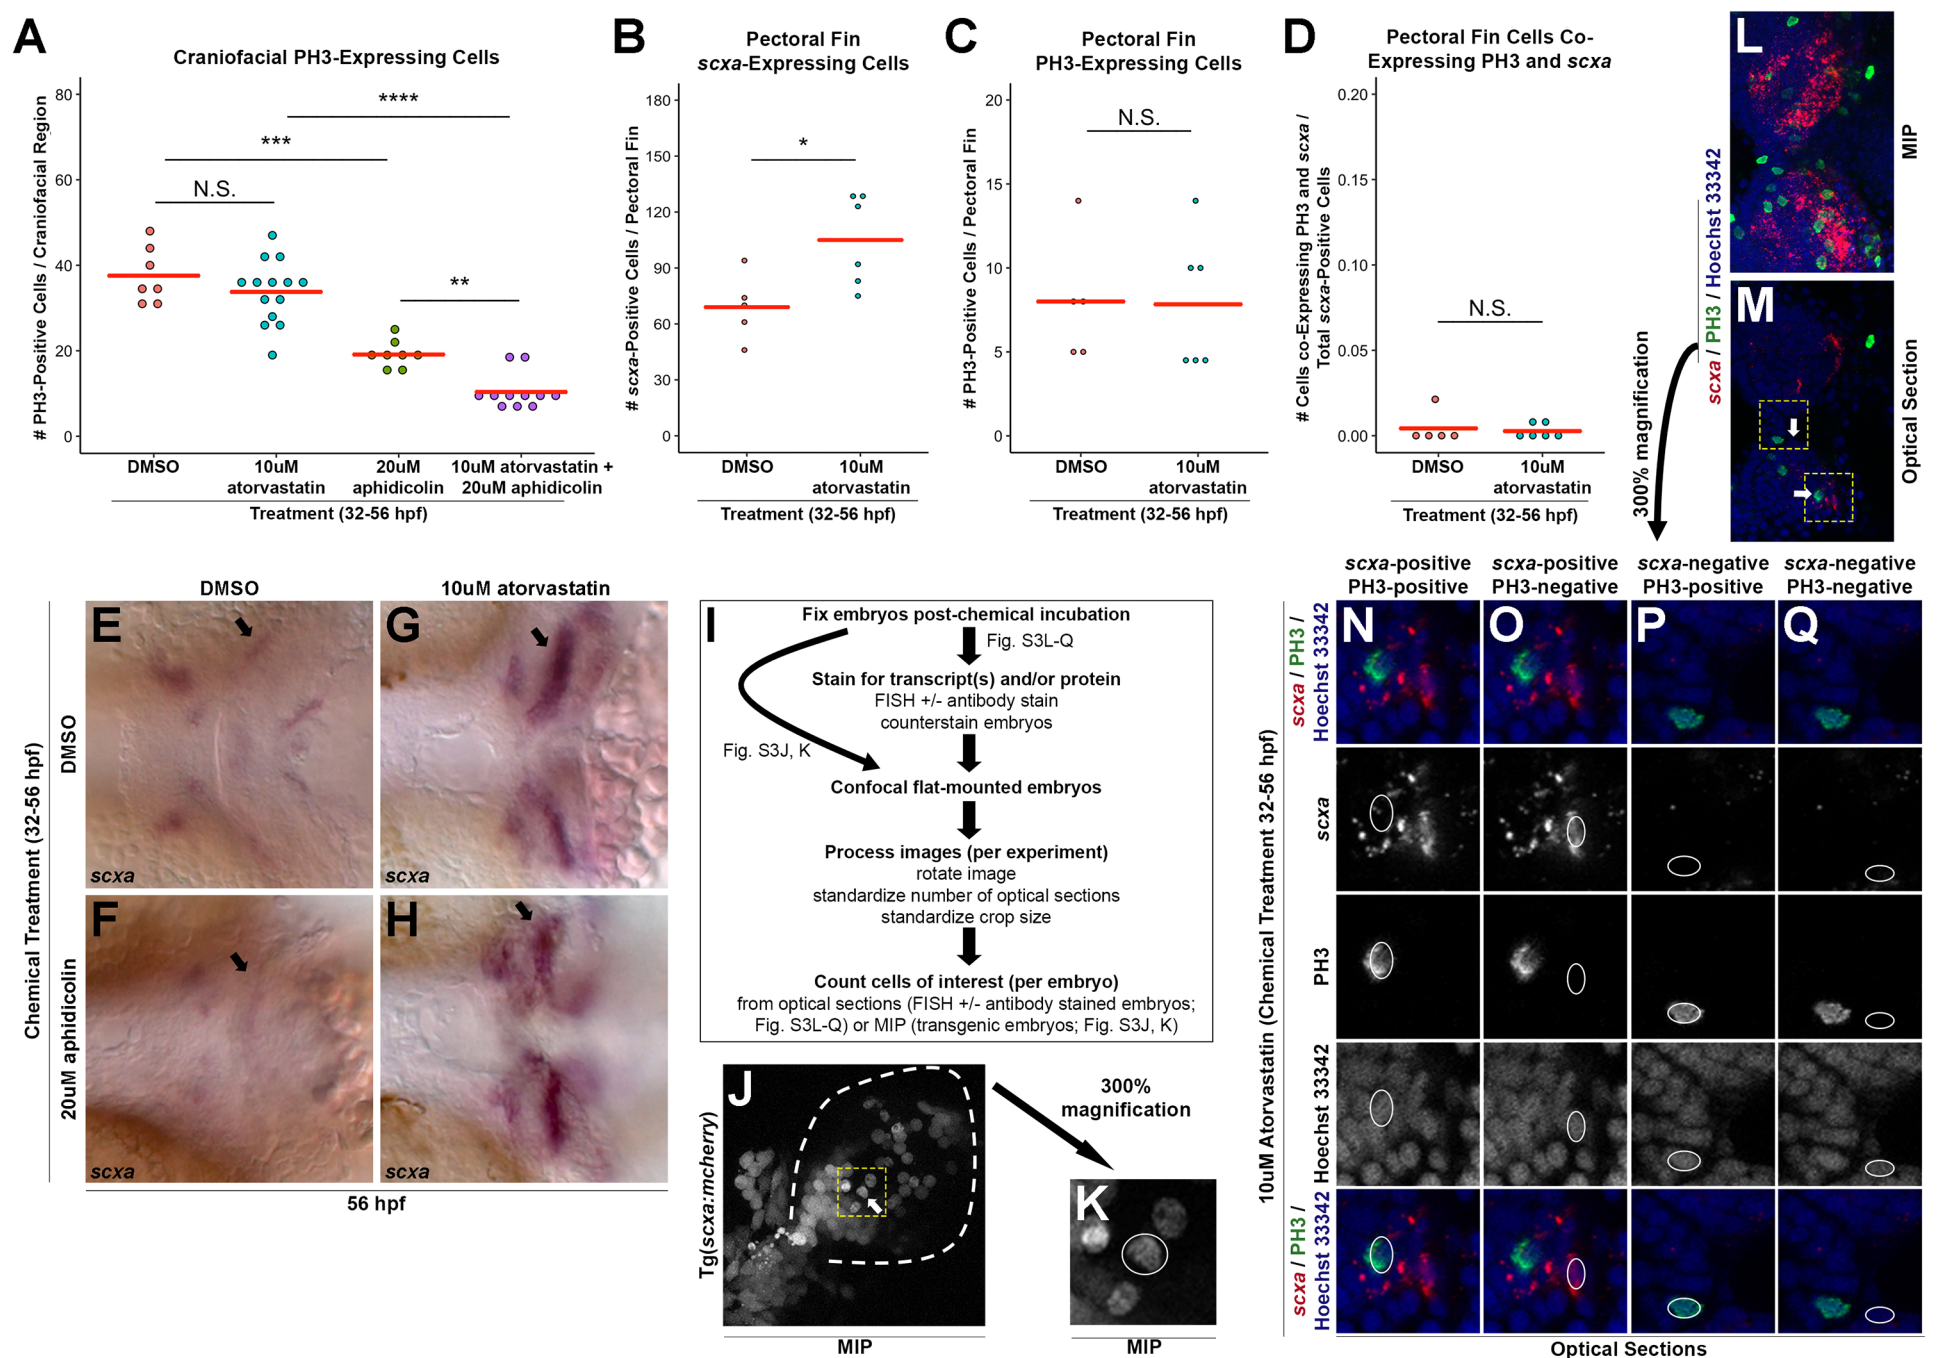 A
Craniofacial PH3-Expressing Cells
# PH3-Positive Cells / Craniofacial Region
80
60
40
20
0
****
***
N.S.
**
DMSO
10uM
atorvastatin
20uM
aphidicolin
10uM atorvastatin +
20uM aphidicolin
Treatment (32-56 hpf)
B
Pectoral Fin
scxa-Expressing Cells
# scxa-Positive Cells / Pectoral Fin
180
150
120
90
60
30
0
*
DMSO
10uM
atorvastatin
Treatment (32-56 hpf)
C
Pectoral Fin
PH3-Expressing Cells
# PH3-Positive Cells / Pectoral Fin
20
15
10
5
0
N.S.
DMSO
10uM
atorvastatin
Treatment (32-56 hpf)
D
Pectoral Fin Cells Co-
Expressing PH3 and scxa
# Cells co-Expressing PH3 and scxa /
Total scxa-Positive Cells
0.20
0.15
0.10
0.05
0.00
N.S.
DMSO
10uM
atorvastatin
Treatment (32-56 hpf)
scxa / PH3 / Hoechst 33342
L
MIP
M
Optical Section
300% magnification
DMSO
10uM atorvastatin
Chemical Treatment (32-56 hpf)
DMSO
20uM aphidicolin
E
scxa
G
scxa
F
scxa
H
scxa
56 hpf
I
Fix embryos post-chemical incubation
Fig. S3L-Q
Stain for transcript(s) and/or protein
FISH +/- antibody stain
counterstain embryos
Fig. S3J, K
Confocal flat-mounted embryos
Process images (per experiment)
rotate image
standardize number of optical sections
standardize crop size
Count cells of interest (per embryo)
from optical sections (FISH +/- antibody stained embryos;
Fig. S3L-Q) or MIP (transgenic embryos; Fig. S3J, K)
Tg(scxa:mcherry)
J
MIP
300%
magnification
K
MIP
scxa-positive
PH3-positive
scxa-positive
PH3-negative
scxa-negative
PH3-positive
scxa-negative
PH3-negative
10uM Atorvastatin (Chemical Treatment 32-56 hpf)
scxa / PH3 /
Hoechst 33342
N
O
P
Q
scxa
PH3
Hoechst 33342
scxa / PH3 /
Hoechst 33342
Optical Sections